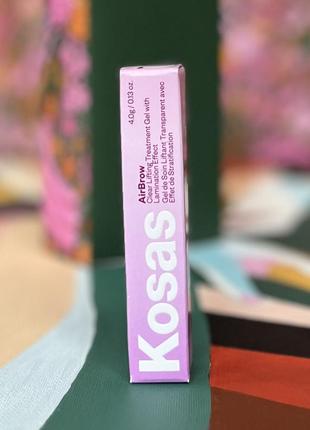 4.0g / 0.13 oz.
AirBrow
Clear Lifting Treatment Gel with
Lamination Effect
Gel de Soin Liftant Transparent avec
Effet de Stratification
Kosas